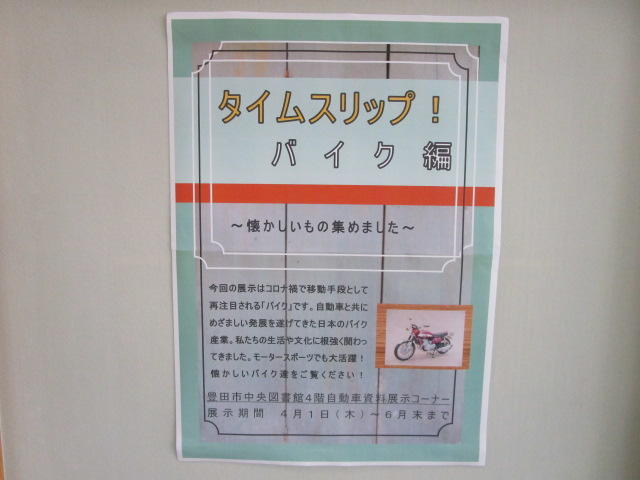 タイムスリップ！
バイク編
～懐かしいもの集めました～
今回の展示はコロナ禍で移動手段として
再注目される「バイク」です。自動車と共に
めざましい発展を遂げてきた日本のバイク
産業。私たちの生活や文化に根強く関わっ
てきました。モータースポーツでも大活躍！
懐かしいバイク達をご覧ください！
豊田市中央図書館4階自動車資料展示コーナー
展示期間　4月1日(木)～6月末まで